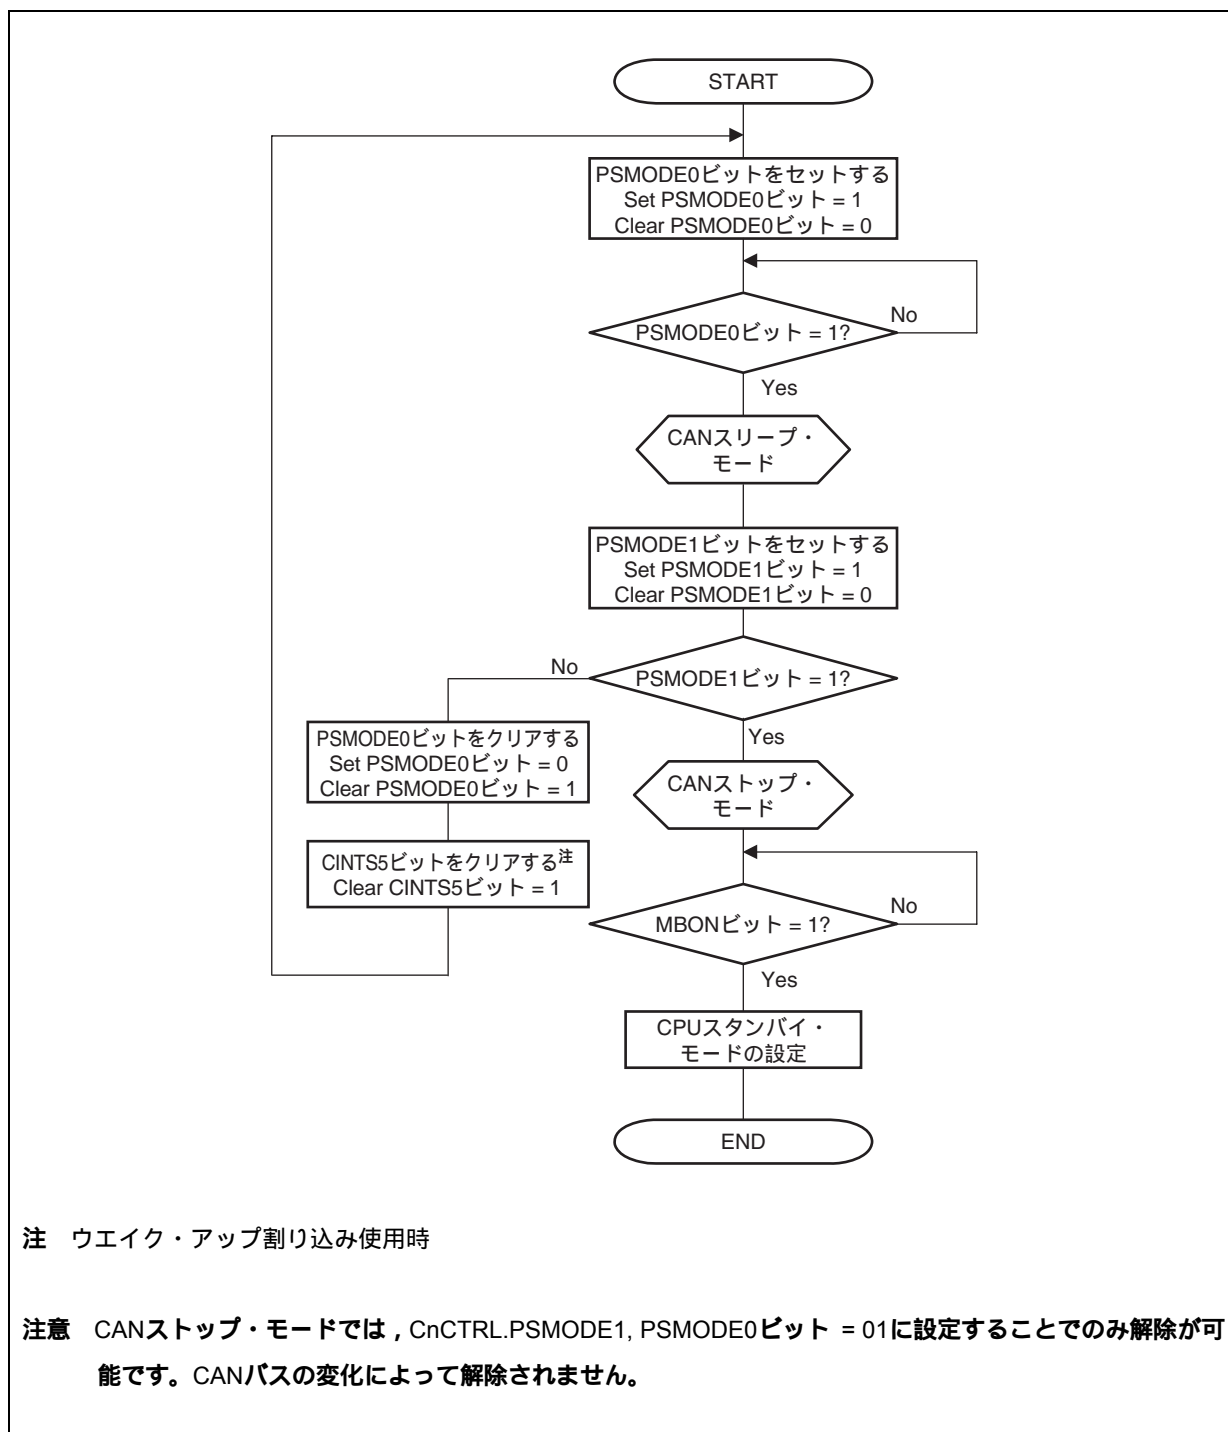 START
PSMODE0ビットをセットする
Set PSMODE0ビット = 1
Clear PSMODE0ビット = 0
No
PSMODE0ビット = 1?
Yes
CANスリープ・
モード
PSMODE1ビットをセットする
Set PSMODE1ビット = 1
Clear PSMODE1ビット = 0
No
PSMODE1ビット = 1?
Yes
PSMODE0ビットをクリアする
Set PSMODE0ビット = 0
Clear PSMODE0ビット = 1
CANストップ・
モード
CINTS5ビットをクリアする注
Clear CINTS5ビット = 1
No
MBONビット = 1?
Yes
CPUスタンバイ・
モードの設定
END
注 ウエイク・アップ割り込み使用時
注意 CANストップ・モードでは，CnCTRL.PSMODE1, PSMODE0ビット = 01に設定することでのみ解除が可
能です。CANバスの変化によって解除されません。